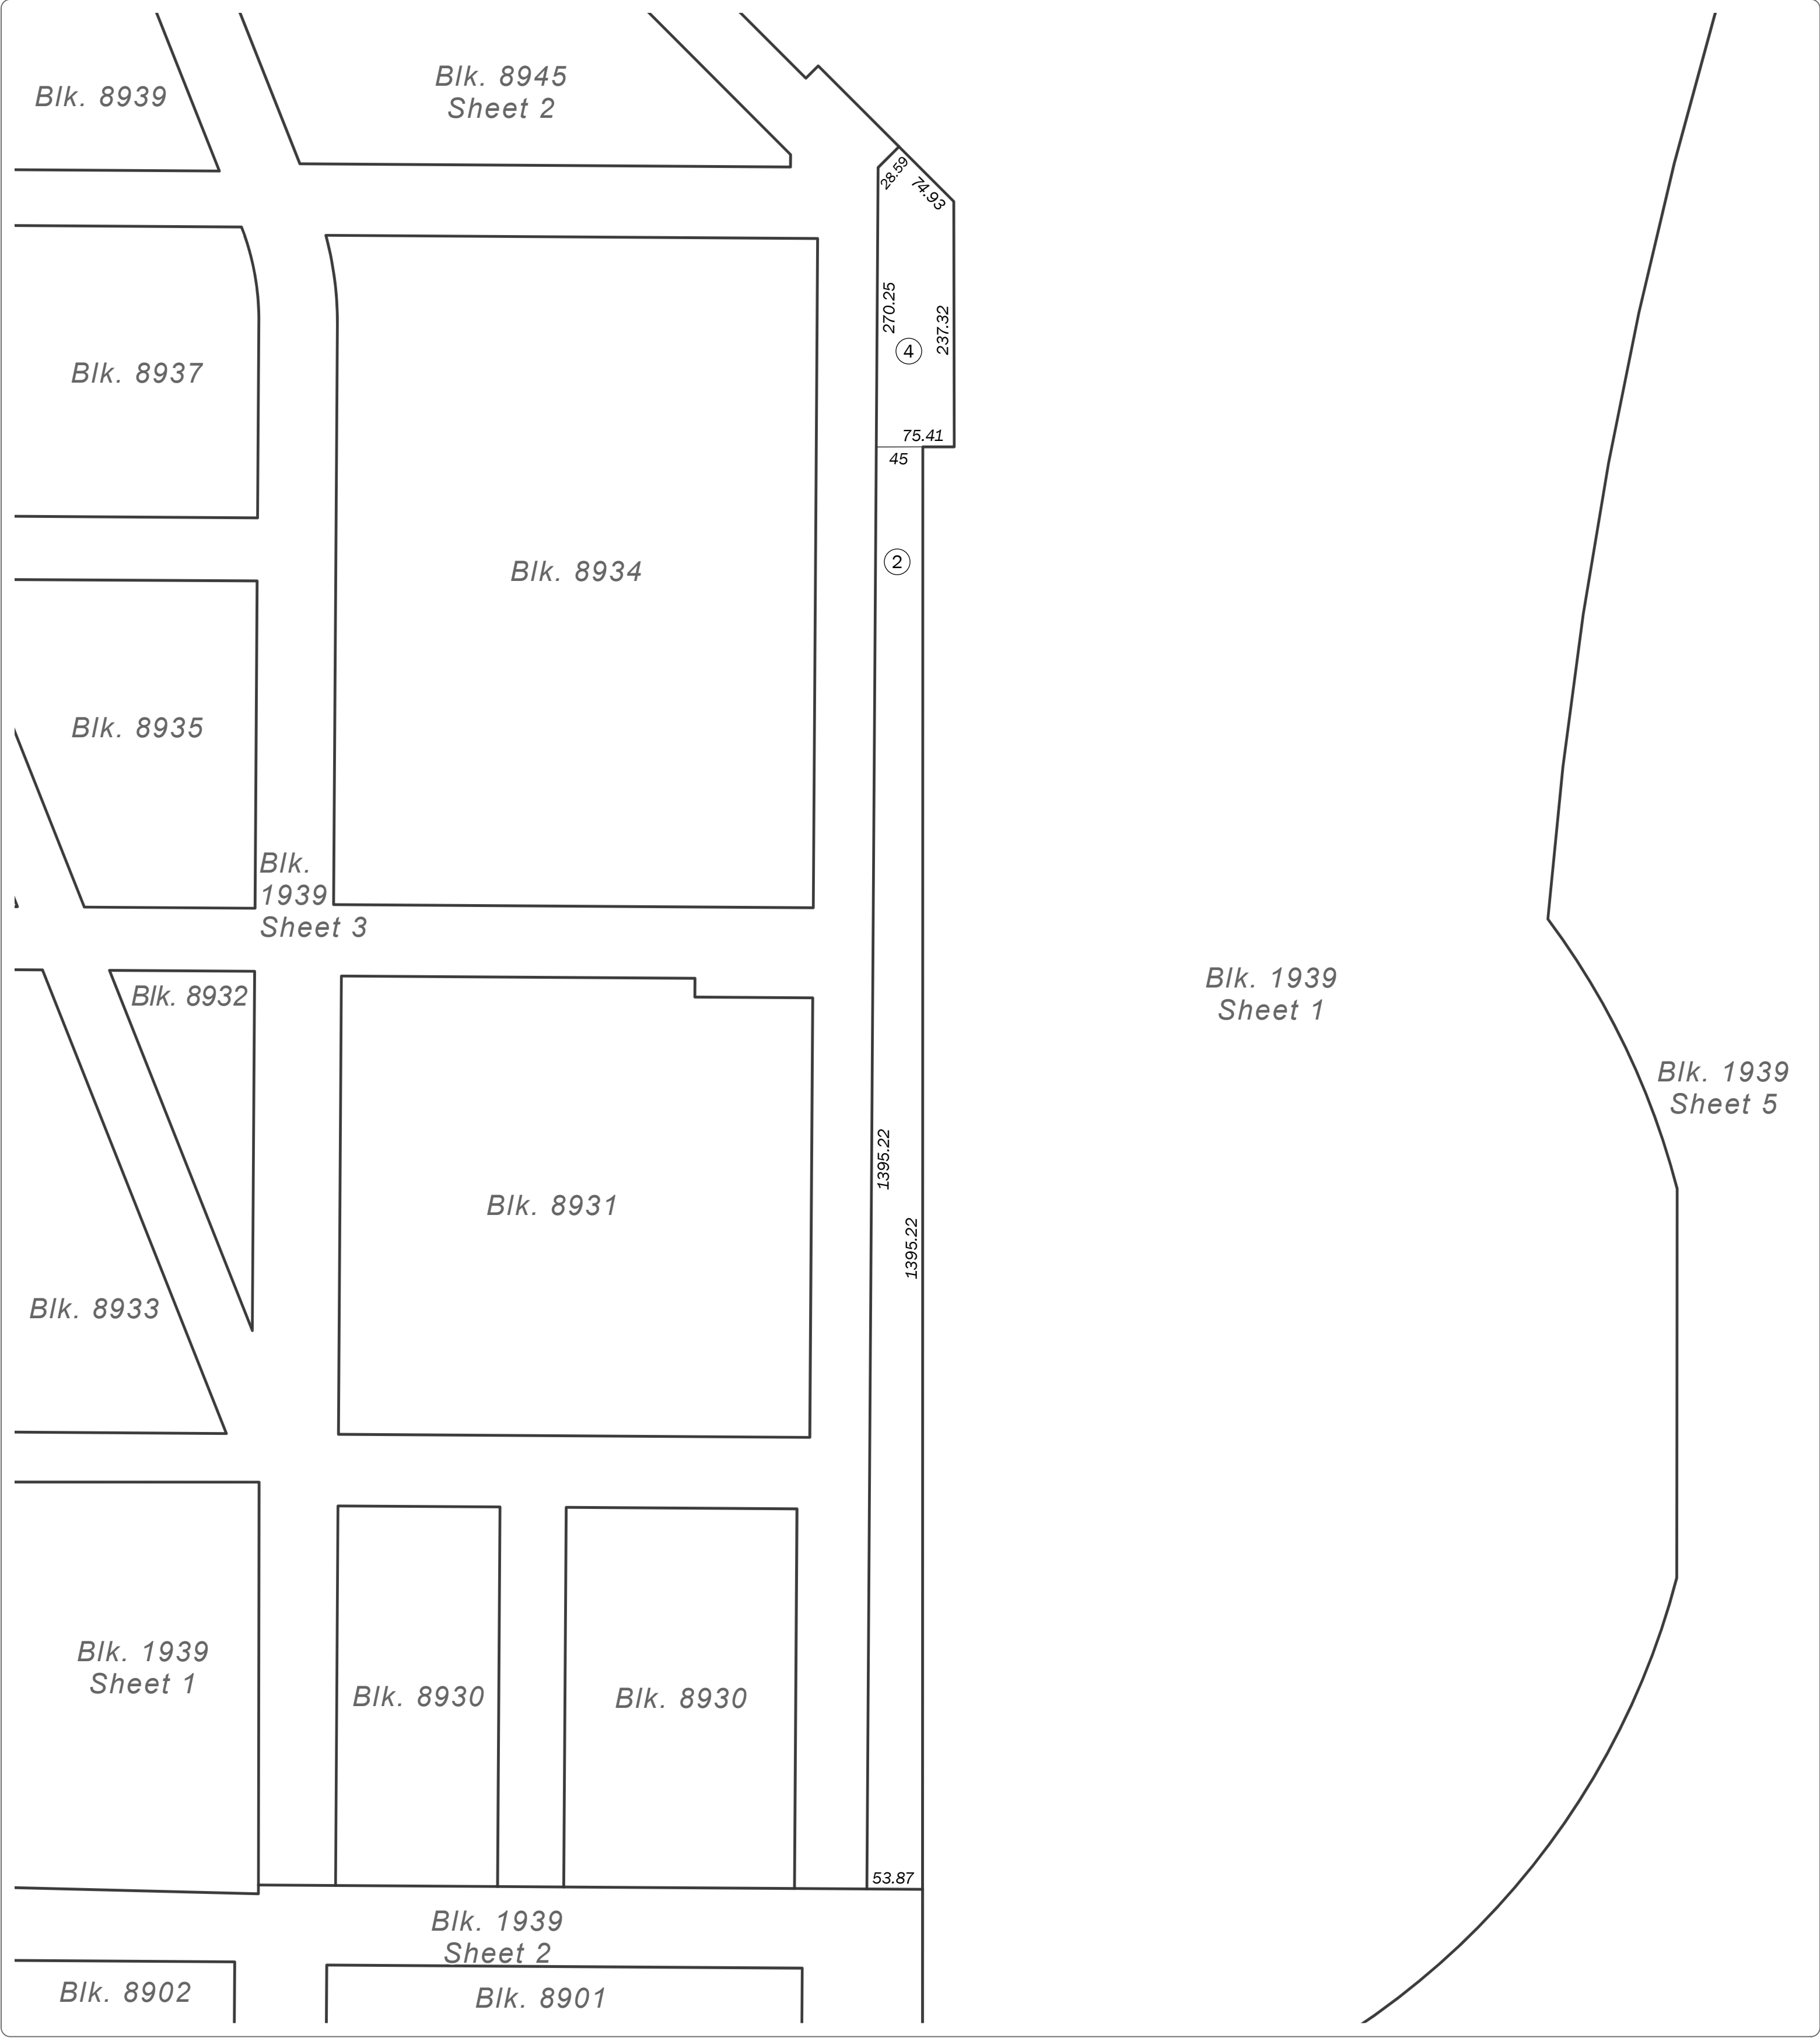 Blk. 8939
Blk. 8945
Sheet 2
28.59
74.93
270.25
237.32
4
Blk. 8937
75.41
45
2
Blk. 8934
Blk. 8935
Blk.
1939
Sheet 3
Blk. 8932
Blk. 1939
Sheet 1
Blk. 1939
Sheet 5
1395.22
1395.22
Blk. 8931
Blk. 8933
Blk. 1939
Sheet 1
Blk. 8930
Blk. 8930
53.87
Blk. 1939
Sheet 2
Blk. 8902
Blk. 8901